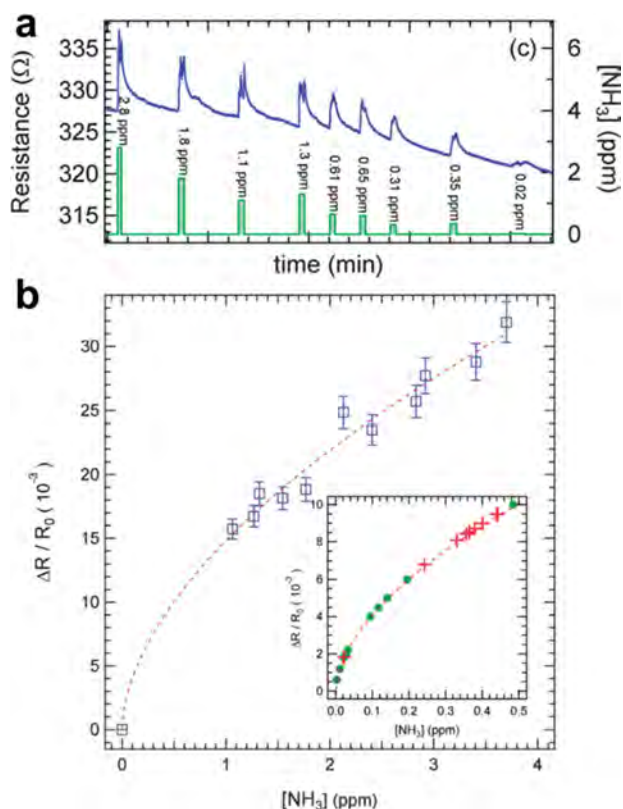 a
(c)
Resistance (Ω)
335
330
325
320
315
6
4
2
0
[NH3] (ppm)
2.8 ppm
1.8 ppm
1.1 ppm
1.3 ppm
0.61 ppm
0.65 ppm
0.31 ppm
0.35 ppm
0.02 ppm
time (min)
b
ΔR / R0 (10⁻³)
30
25
20
15
10
5
0
0 1 2 3 4
[NH3] (ppm)
ΔR / R0 (10⁻³)
10
8
6
4
2
0
0.0 0.1 0.2 0.3 0.4 0.5
[NH3] (ppm)